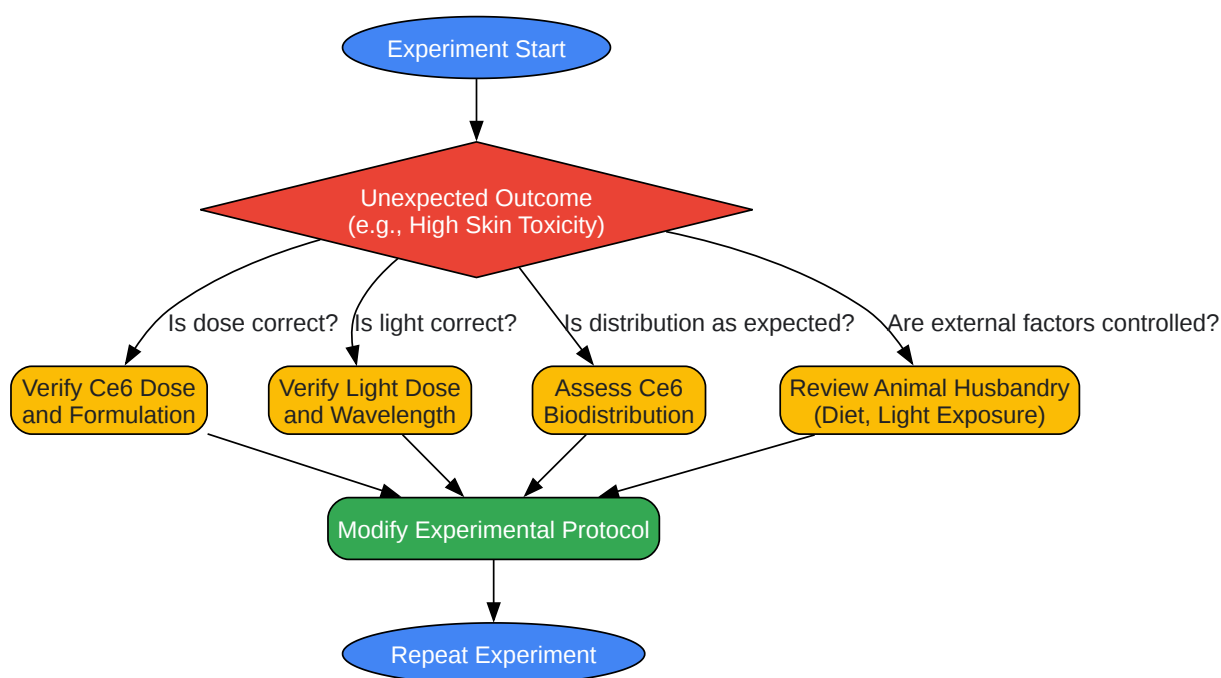 Experiment Start
Unexpected Outcome
(e.g., High Skin Toxicity)
Is dose correct?
Is light correct?
Is distribution as expected?
Are external factors controlled?
Verify Ce6 Dose
and Formulation
Verify Light Dose
and Wavelength
Assess Ce6
Biodistribution
Review Animal Husbandry
(Diet, Light Exposure)
Modify Experimental Protocol
Repeat Experiment